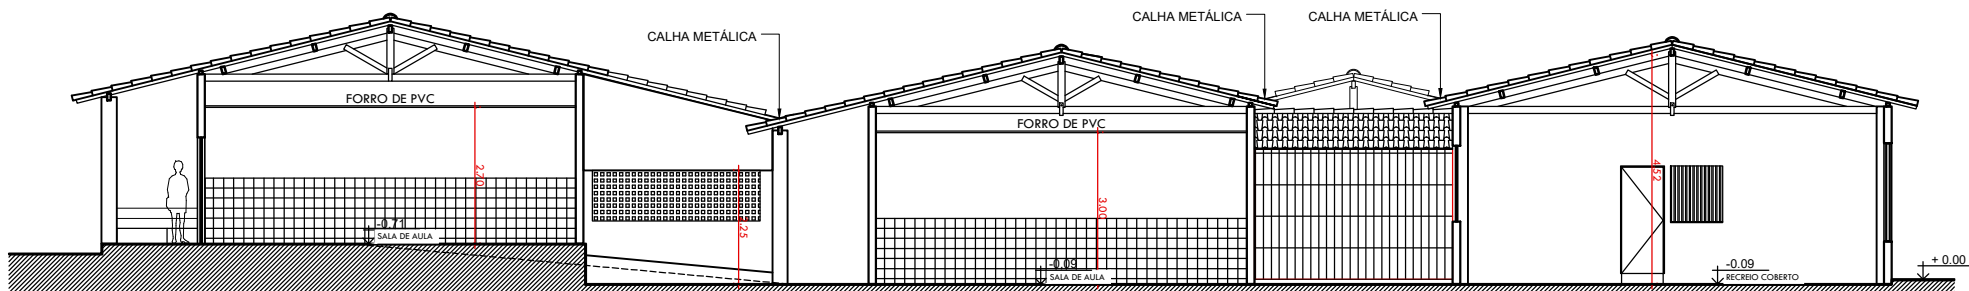 CALHA METÁLICA
CALHA METÁLICA
CALHA METÁLICA
FORRO DE PVC
FORRO DE PVC
2.70
3.00
4.52
-0.71
SALA DE AULA
-0.09
SALA DE AULA
-0.09
RECREIO COBERTO
+ 0.00